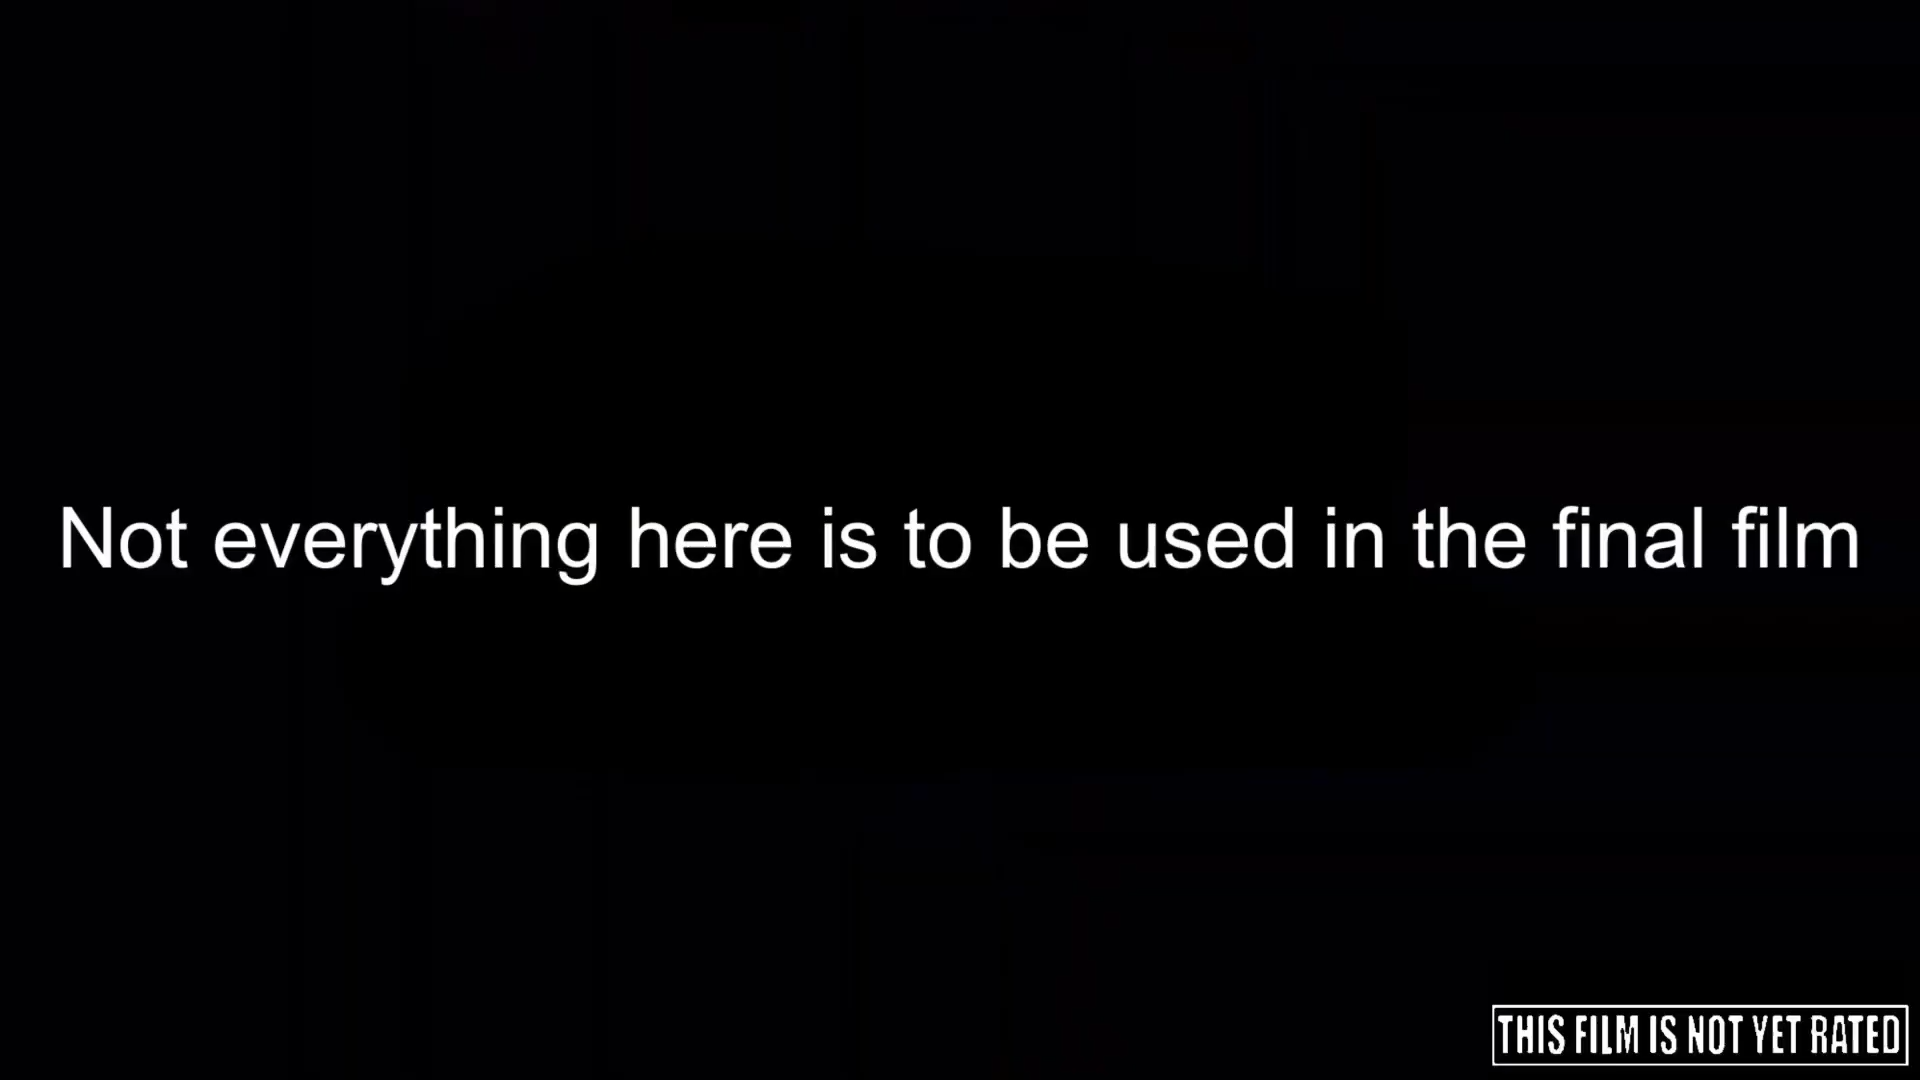 Not everything here is to be used in the final film
THIS FILM IS NOT YET RATED